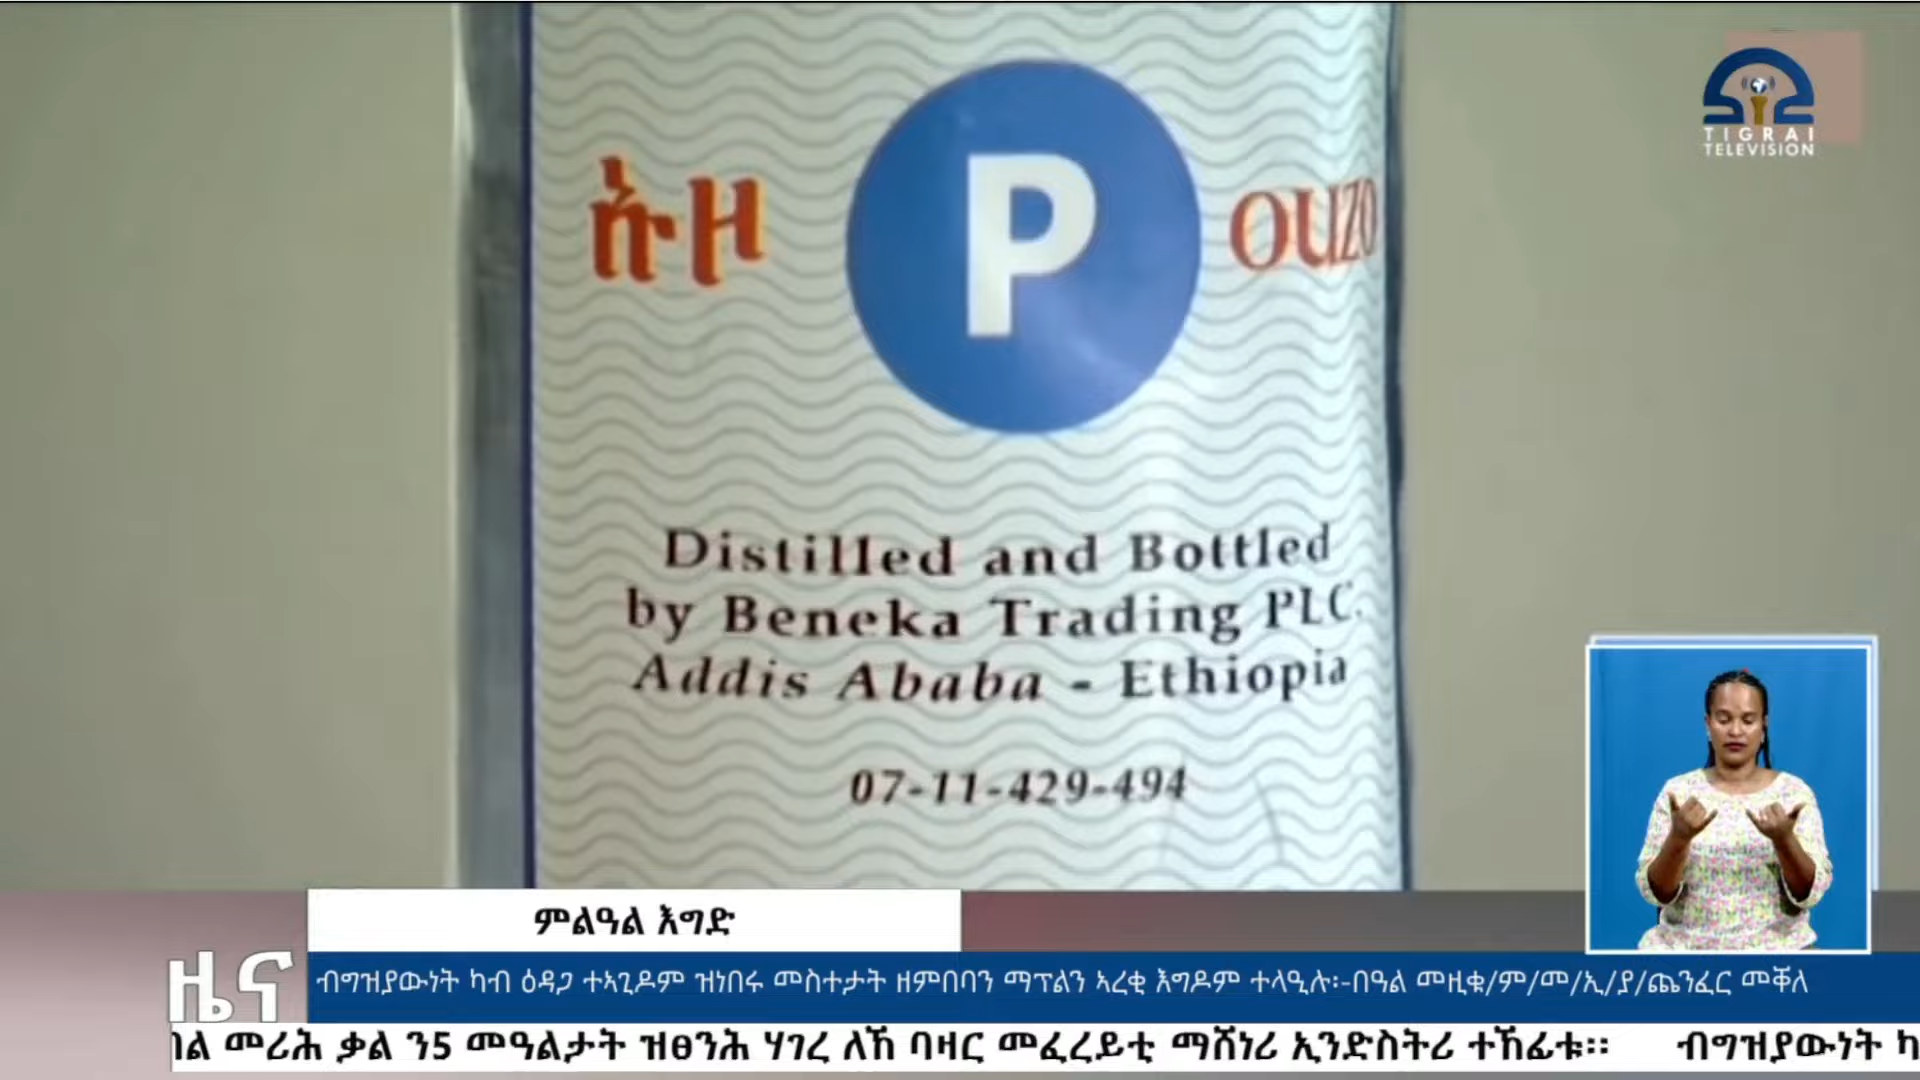 TIGRAI
TELEVISION
ኡዞ
P
OUZO
Distilled and Bottled
by Beneka Trading PLC.
Addis Ababa - Ethiopia
07-11-429-494
ምልዓል እግድ
ዜና
ብግዝያውነት ካብ ዕዳጋ ተኣጊዶም ዝነበሩ መስተታት ዘምበባን ማፕልን ኣረቂ እግዶም ተላዒሉ፡-በዓል መዚቁ/ም/መ/ኢ/ያ/ጨንፈር መቐለ
በል መሪሕ ቃል ን5 መዓልታት ዝፀንሕ ሃገረ ለኸ ባዛር መፈረይቲ ማሽነሪ ኢንድስትሪ ተኸፊቱ፡፡ ብግዝያውነት ካ